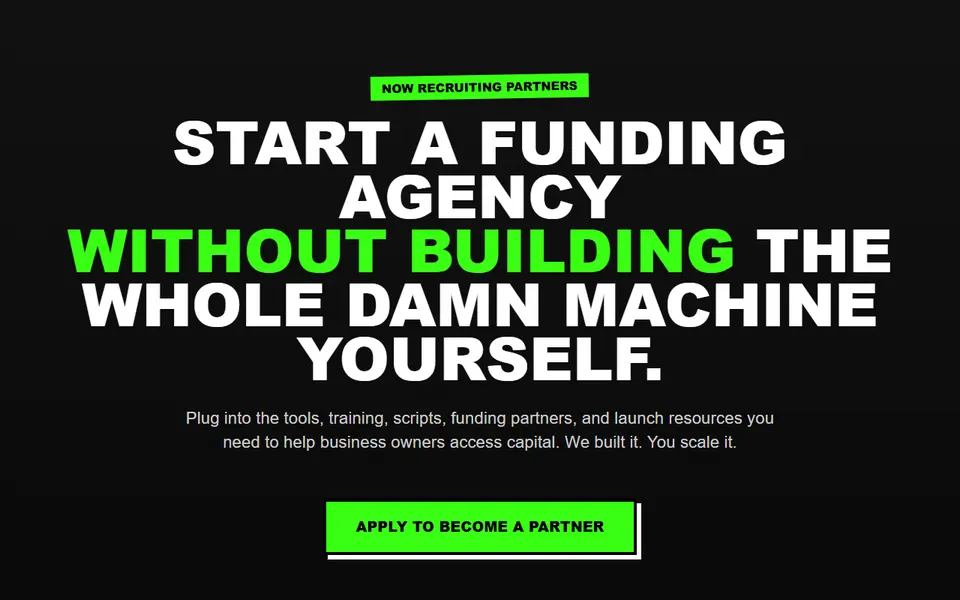 NOW RECRUITING PARTNERS
START A FUNDING
AGENCY
WITHOUT BUILDING THE
WHOLE DAMN MACHINE
YOURSELF.
Plug into the tools, training, scripts, funding partners, and launch resources you
need to help business owners access capital. We built it. You scale it.
APPLY TO BECOME A PARTNER